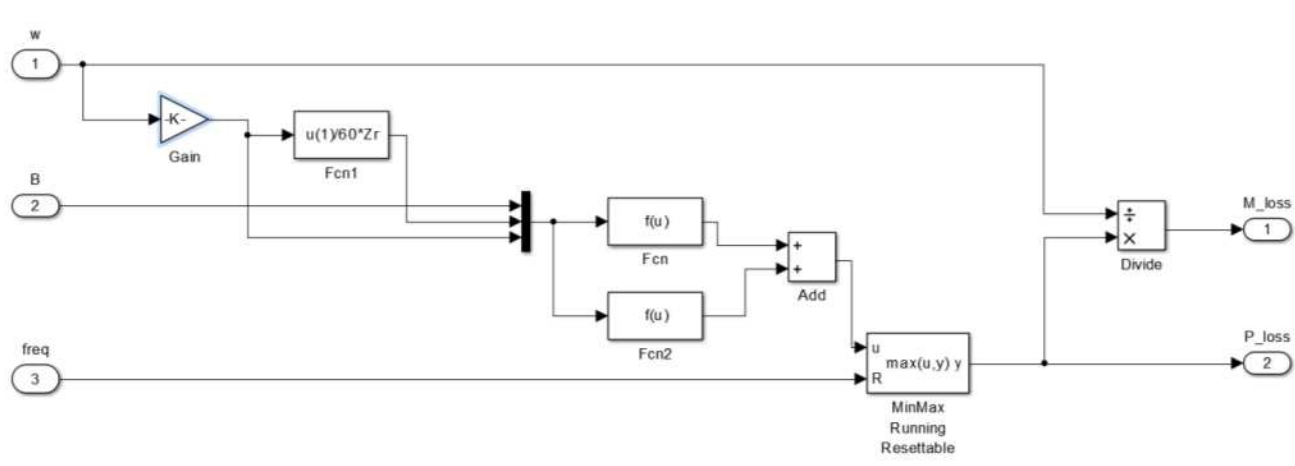 w
1
-K-
Gain
u(1)/60*Zr
Fcn1
B
2
f(u)
Fcn
f(u)
Fcn2
+
+
Add
÷
×
Divide
M_loss
1
freq
3
u
max(u,y) y
R
MinMax
Running
Resettable
P_loss
2